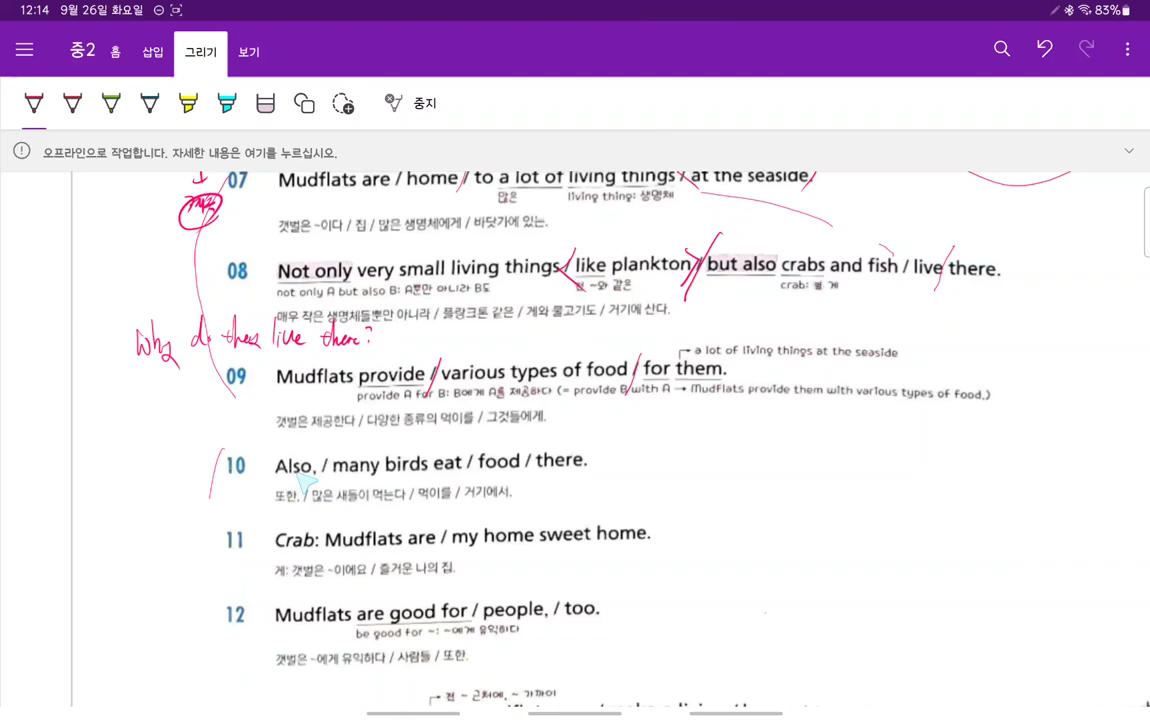 12:14 9월 26일 화요일 83%
중2 홈 삽입 그리기 보기
중지
오프라인으로 작업합니다. 자세한 내용은 여기를 누르십시오.
07 Mudflats are / home / to a lot of living things / at the seaside.
많은 living thing: 생명체
갯벌은 ~이다 / 집 / 많은 생명체에게 / 바닷가에 있는.
08 Not only very small living things / like plankton / but also crabs and fish / live there.
not only A but also B: A뿐만 아니라 B도 전 ~와 같은 crab: 명 게
매우 작은 생명체들뿐만 아니라 / 플랑크톤 같은 / 게와 물고기도 / 거기에 산다.
Why do they live there?
a lot of living things at the seaside
09 Mudflats provide / various types of food / for them.
provide A for B: B에게 A를 제공하다 (= provide B with A → Mudflats provide them with various types of food.)
갯벌은 제공한다 / 다양한 종류의 먹이를 / 그것들에게.
10 Also, / many birds eat / food / there.
또한, / 많은 새들이 먹는다 / 먹이를 / 거기에서.
11 Crab: Mudflats are / my home sweet home.
게: 갯벌은 ~이에요 / 즐거운 나의 집.
12 Mudflats are good for / people, / too.
be good for ~: ~에게 유익하다
갯벌은 ~에게 유익하다 / 사람들 / 또한.
전 ~ 근처에, ~ 가까이